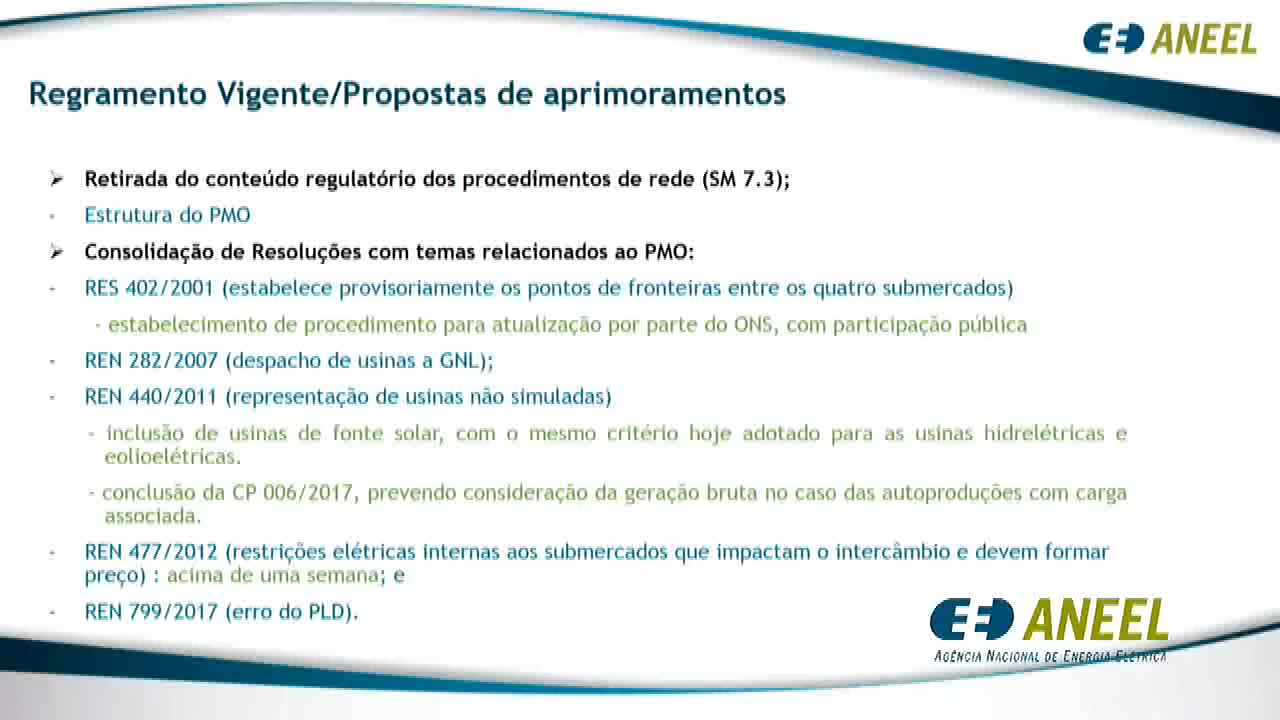 ANEEL
Regramento Vigente/Propostas de aprimoramentos
➢ Retirada do conteúdo regulatório dos procedimentos de rede (SM 7.3);
- Estrutura do PMO
➢ Consolidação de Resoluções com temas relacionados ao PMO:
- RES 402/2001 (estabelece provisoriamente os pontos de fronteiras entre os quatro submercados)
- estabelecimento de procedimento para atualização por parte do ONS, com participação pública
- REN 282/2007 (despacho de usinas a GNL);
- REN 440/2011 (representação de usinas não simuladas)
- inclusão de usinas de fonte solar, com o mesmo critério hoje adotado para as usinas hidrelétricas e
eolioelétricas.
- conclusão da CP 006/2017, prevendo consideração da geração bruta no caso das autoproduções com carga
associada.
- REN 477/2012 (restrições elétricas internas aos submercados que impactam o intercâmbio e devem formar
preço) : acima de uma semana; e
- REN 799/2017 (erro do PLD).
ANEEL
AGÊNCIA NACIONAL DE ENERGIA ELÉTRICA